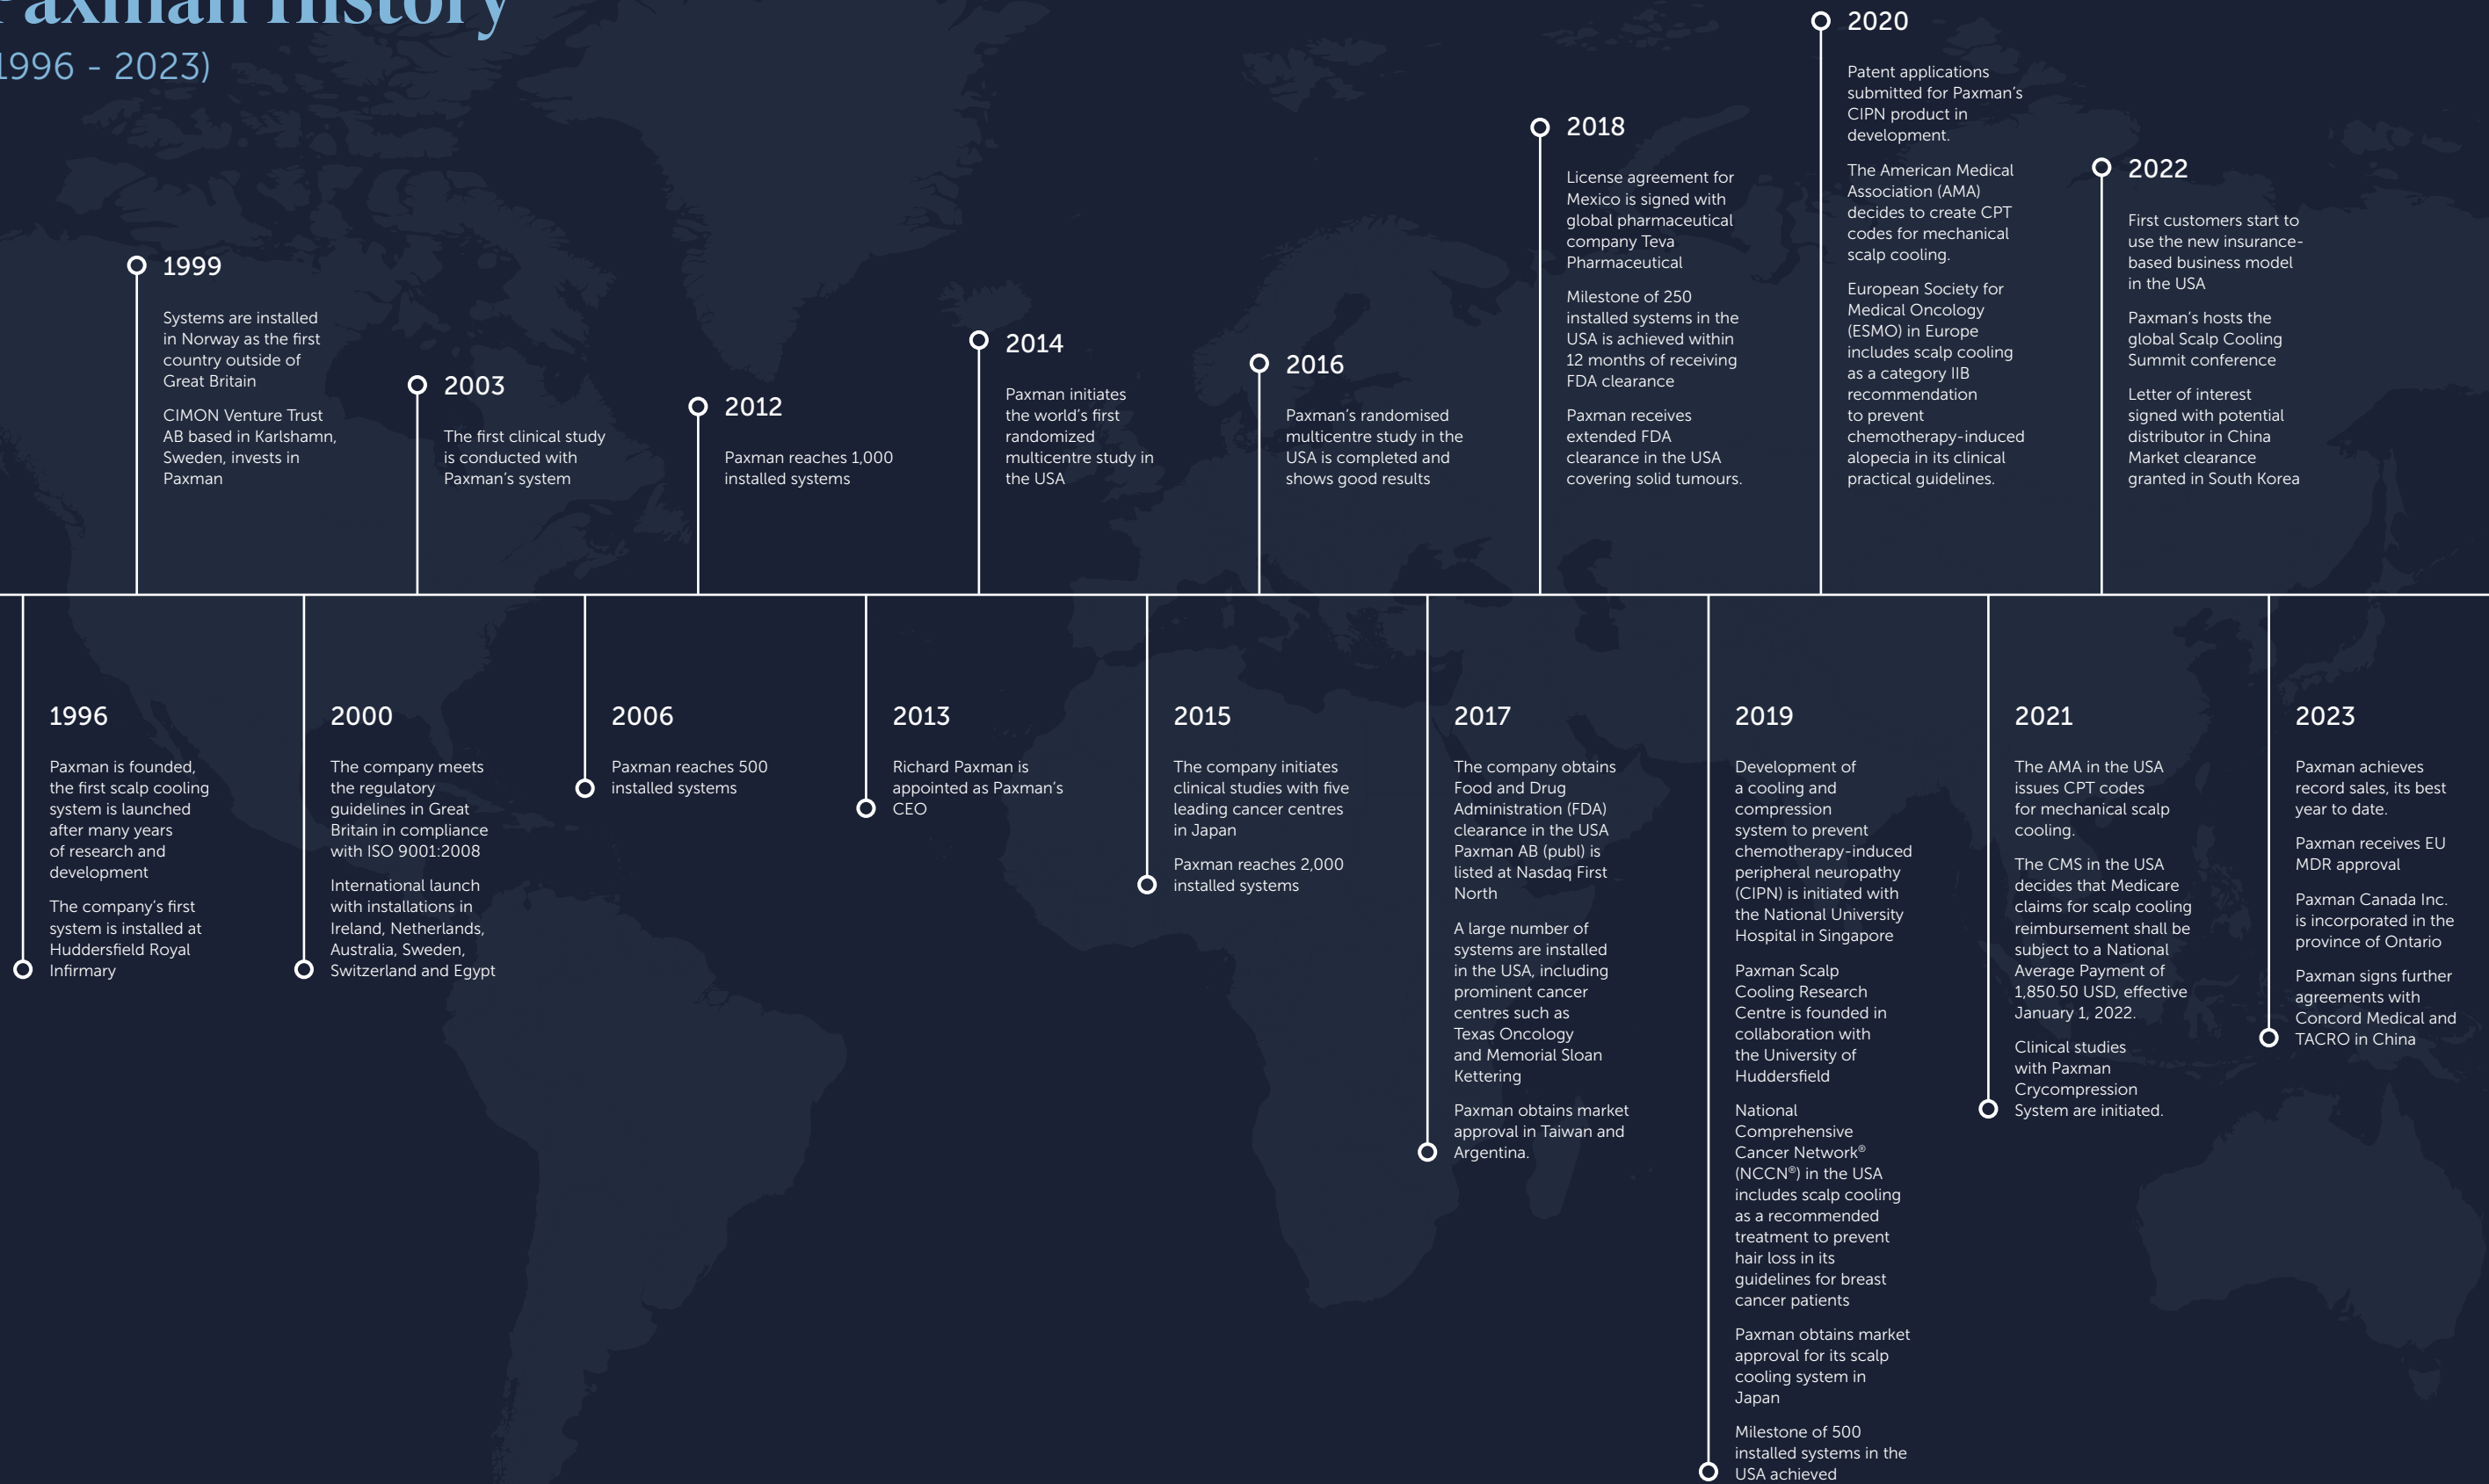 Paxman History
1996 - 2023)
1996
Paxman is founded,
the first scalp cooling
system is launched
after many years
of research and
development
The company's first
system is installed at
Huddersfield Royal
Infirmary
1999
Systems are installed
in Norway as the first
country outside of
Great Britain
CIMON Venture Trust
AB based in Karlshamn,
Sweden, invests in
Paxman
2000
The company meets
the regulatory
guidelines in Great
Britain in compliance
with ISO 9001:2008
International launch
with installations in
Ireland, Netherlands,
Australia, Sweden,
Switzerland and Egypt
2003
The first clinical study
is conducted with
Paxman's system
2006
Paxman reaches 500
installed systems
2012
Paxman reaches 1,000
installed systems
2013
Richard Paxman is
appointed as Paxman's
CEO
2014
Paxman initiates
the world's first
randomized
multicentre study in
the USA
2015
The company initiates
clinical studies with five
leading cancer centres
in Japan
Paxman reaches 2,000
installed systems
2016
Paxman's randomised
multicentre study in the
USA is completed and
shows good results
2017
The company obtains
Food and Drug
Administration (FDA)
clearance in the USA
Paxman AB (publ) is
listed at Nasdaq First
North
A large number of
systems are installed
in the USA, including
prominent cancer
centres such as
Texas Oncology
and Memorial Sloan
Kettering
Paxman obtains market
approval in Taiwan and
Argentina.
2018
License agreement for
Mexico is signed with
global pharmaceutical
company Teva
Pharmaceutical
Milestone of 250
installed systems in the
USA is achieved within
12 months of receiving
FDA clearance
Paxman receives
extended FDA
clearance in the USA
covering solid tumours.
2019
Development of
a cooling and
compression
system to prevent
chemotherapy-induced
peripheral neuropathy
(CIPN) is initiated with
the National University
Hospital in Singapore
Paxman Scalp
Cooling Research
Centre is founded in
collaboration with
the University of
Huddersfield
National
Comprehensive
Cancer Network®
(NCCN®) in the USA
includes scalp cooling
as a recommended
treatment to prevent
hair loss in its
guidelines for breast
cancer patients
Paxman obtains market
approval for its scalp
cooling system in
Japan
Milestone of 500
installed systems in the
USA achieved
2020
Patent applications
submitted for Paxman's
CIPN product in
development.
The American Medical
Association (AMA)
decides to create CPT
codes for mechanical
scalp cooling.
European Society for
Medical Oncology
(ESMO) in Europe
includes scalp cooling
as a category IIB
recommendation
to prevent
chemotherapy-induced
alopecia in its clinical
practical guidelines.
2021
The AMA in the USA
issues CPT codes
for mechanical scalp
cooling.
The CMS in the USA
decides that Medicare
claims for scalp cooling
reimbursement shall be
subject to a National
Average Payment of
1,850.50 USD, effective
January 1, 2022.
Clinical studies
with Paxman
Crycompression
System are initiated.
2022
First customers start to
use the new insurance-
based business model
in the USA
Paxman's hosts the
global Scalp Cooling
Summit conference
Letter of interest
signed with potential
distributor in China
Market clearance
granted in South Korea
2023
Paxman achieves
record sales, its best
year to date.
Paxman receives EU
MDR approval
Paxman Canada Inc.
is incorporated in the
province of Ontario
Paxman signs further
agreements with
Concord Medical and
TACRO in China